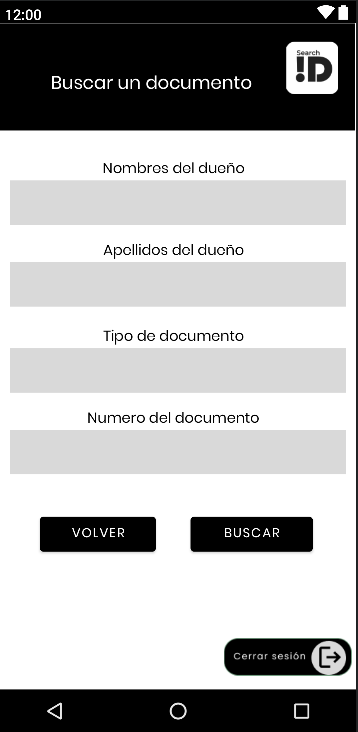 12:00
Search
ID
Buscar un documento
Nombres del dueño
Apellidos del dueño
Tipo de documento
Numero del documento
VOLVER
BUSCAR
Cerrar sesión